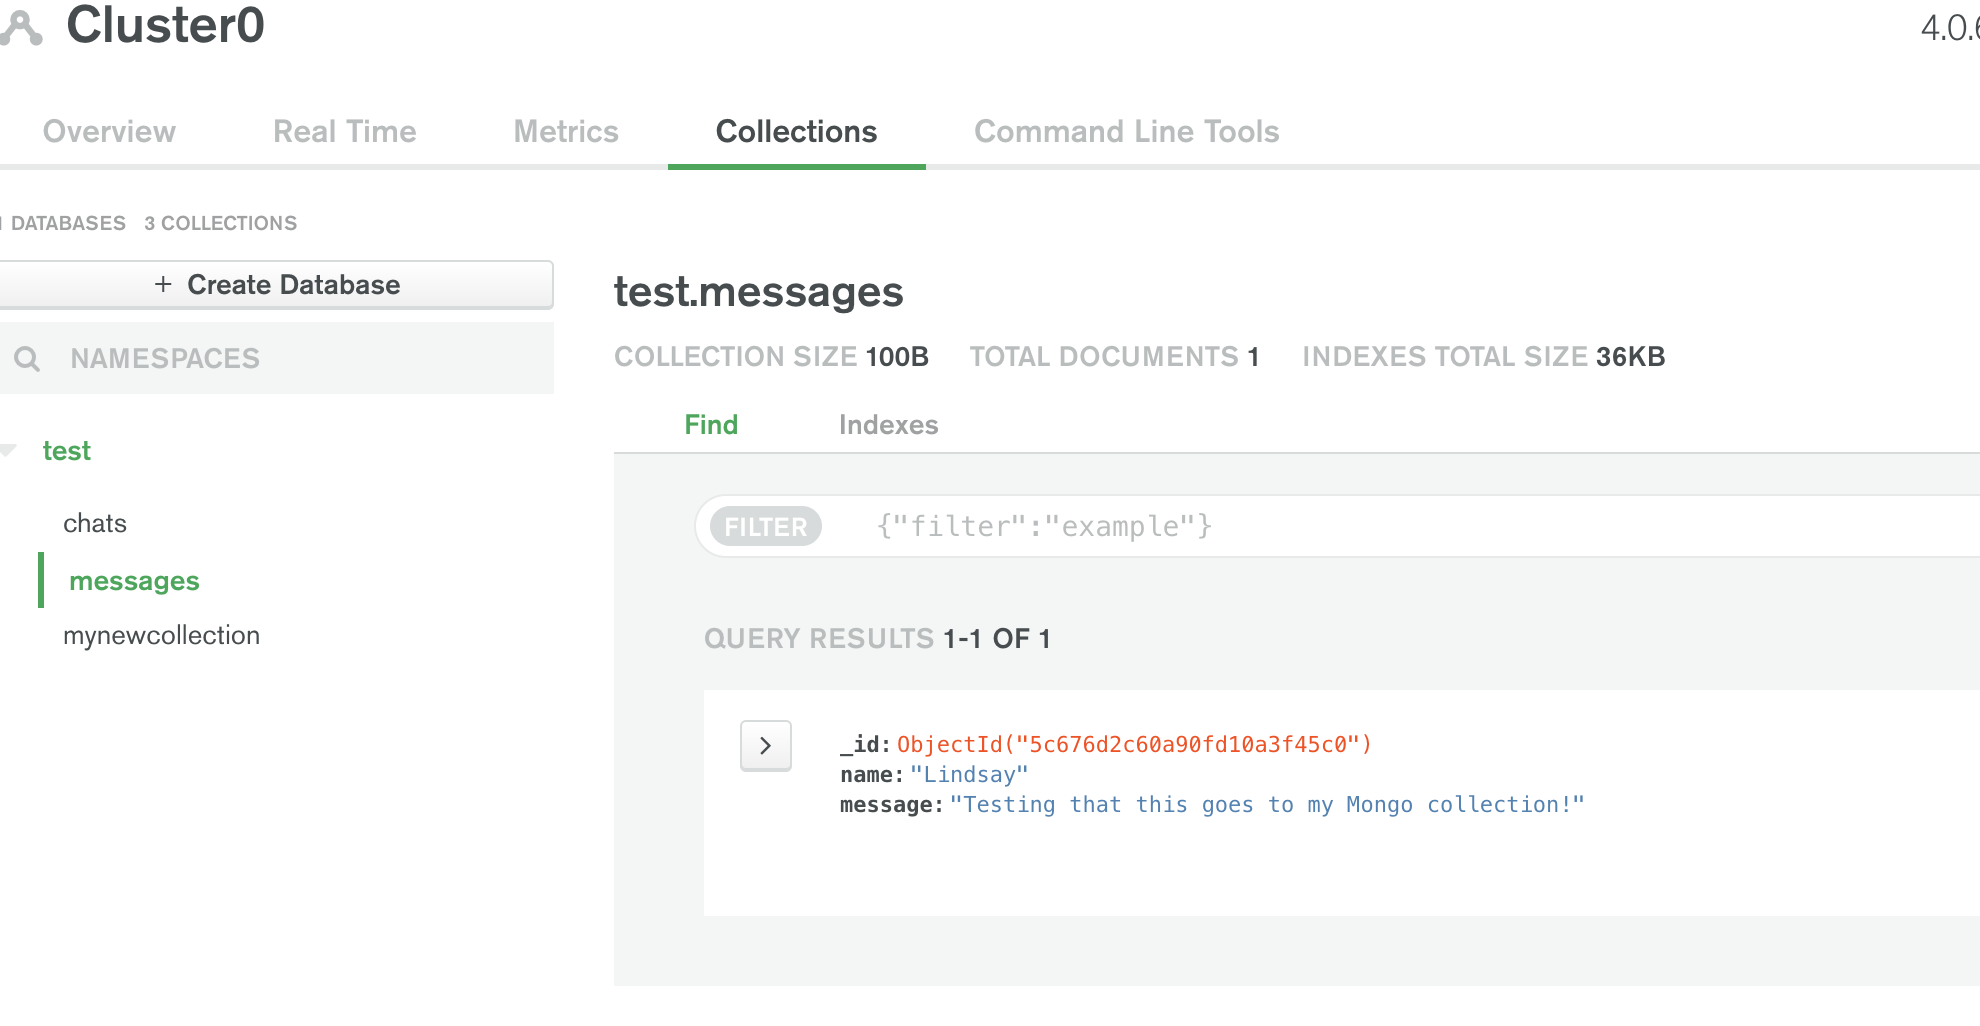 Cluster0
4.0.6
Overview Real Time Metrics Collections Command Line Tools
DATABASES 3 COLLECTIONS
+ Create Database
NAMESPACES
test
chats
messages
mynewcollection
test.messages
COLLECTION SIZE 100B TOTAL DOCUMENTS 1 INDEXES TOTAL SIZE 36KB
Find Indexes
FILTER {"filter":"example"}
QUERY RESULTS 1-1 OF 1
_id: ObjectId("5c676d2c60a90fd10a3f45c0")
name: "Lindsay"
message: "Testing that this goes to my Mongo collection!"